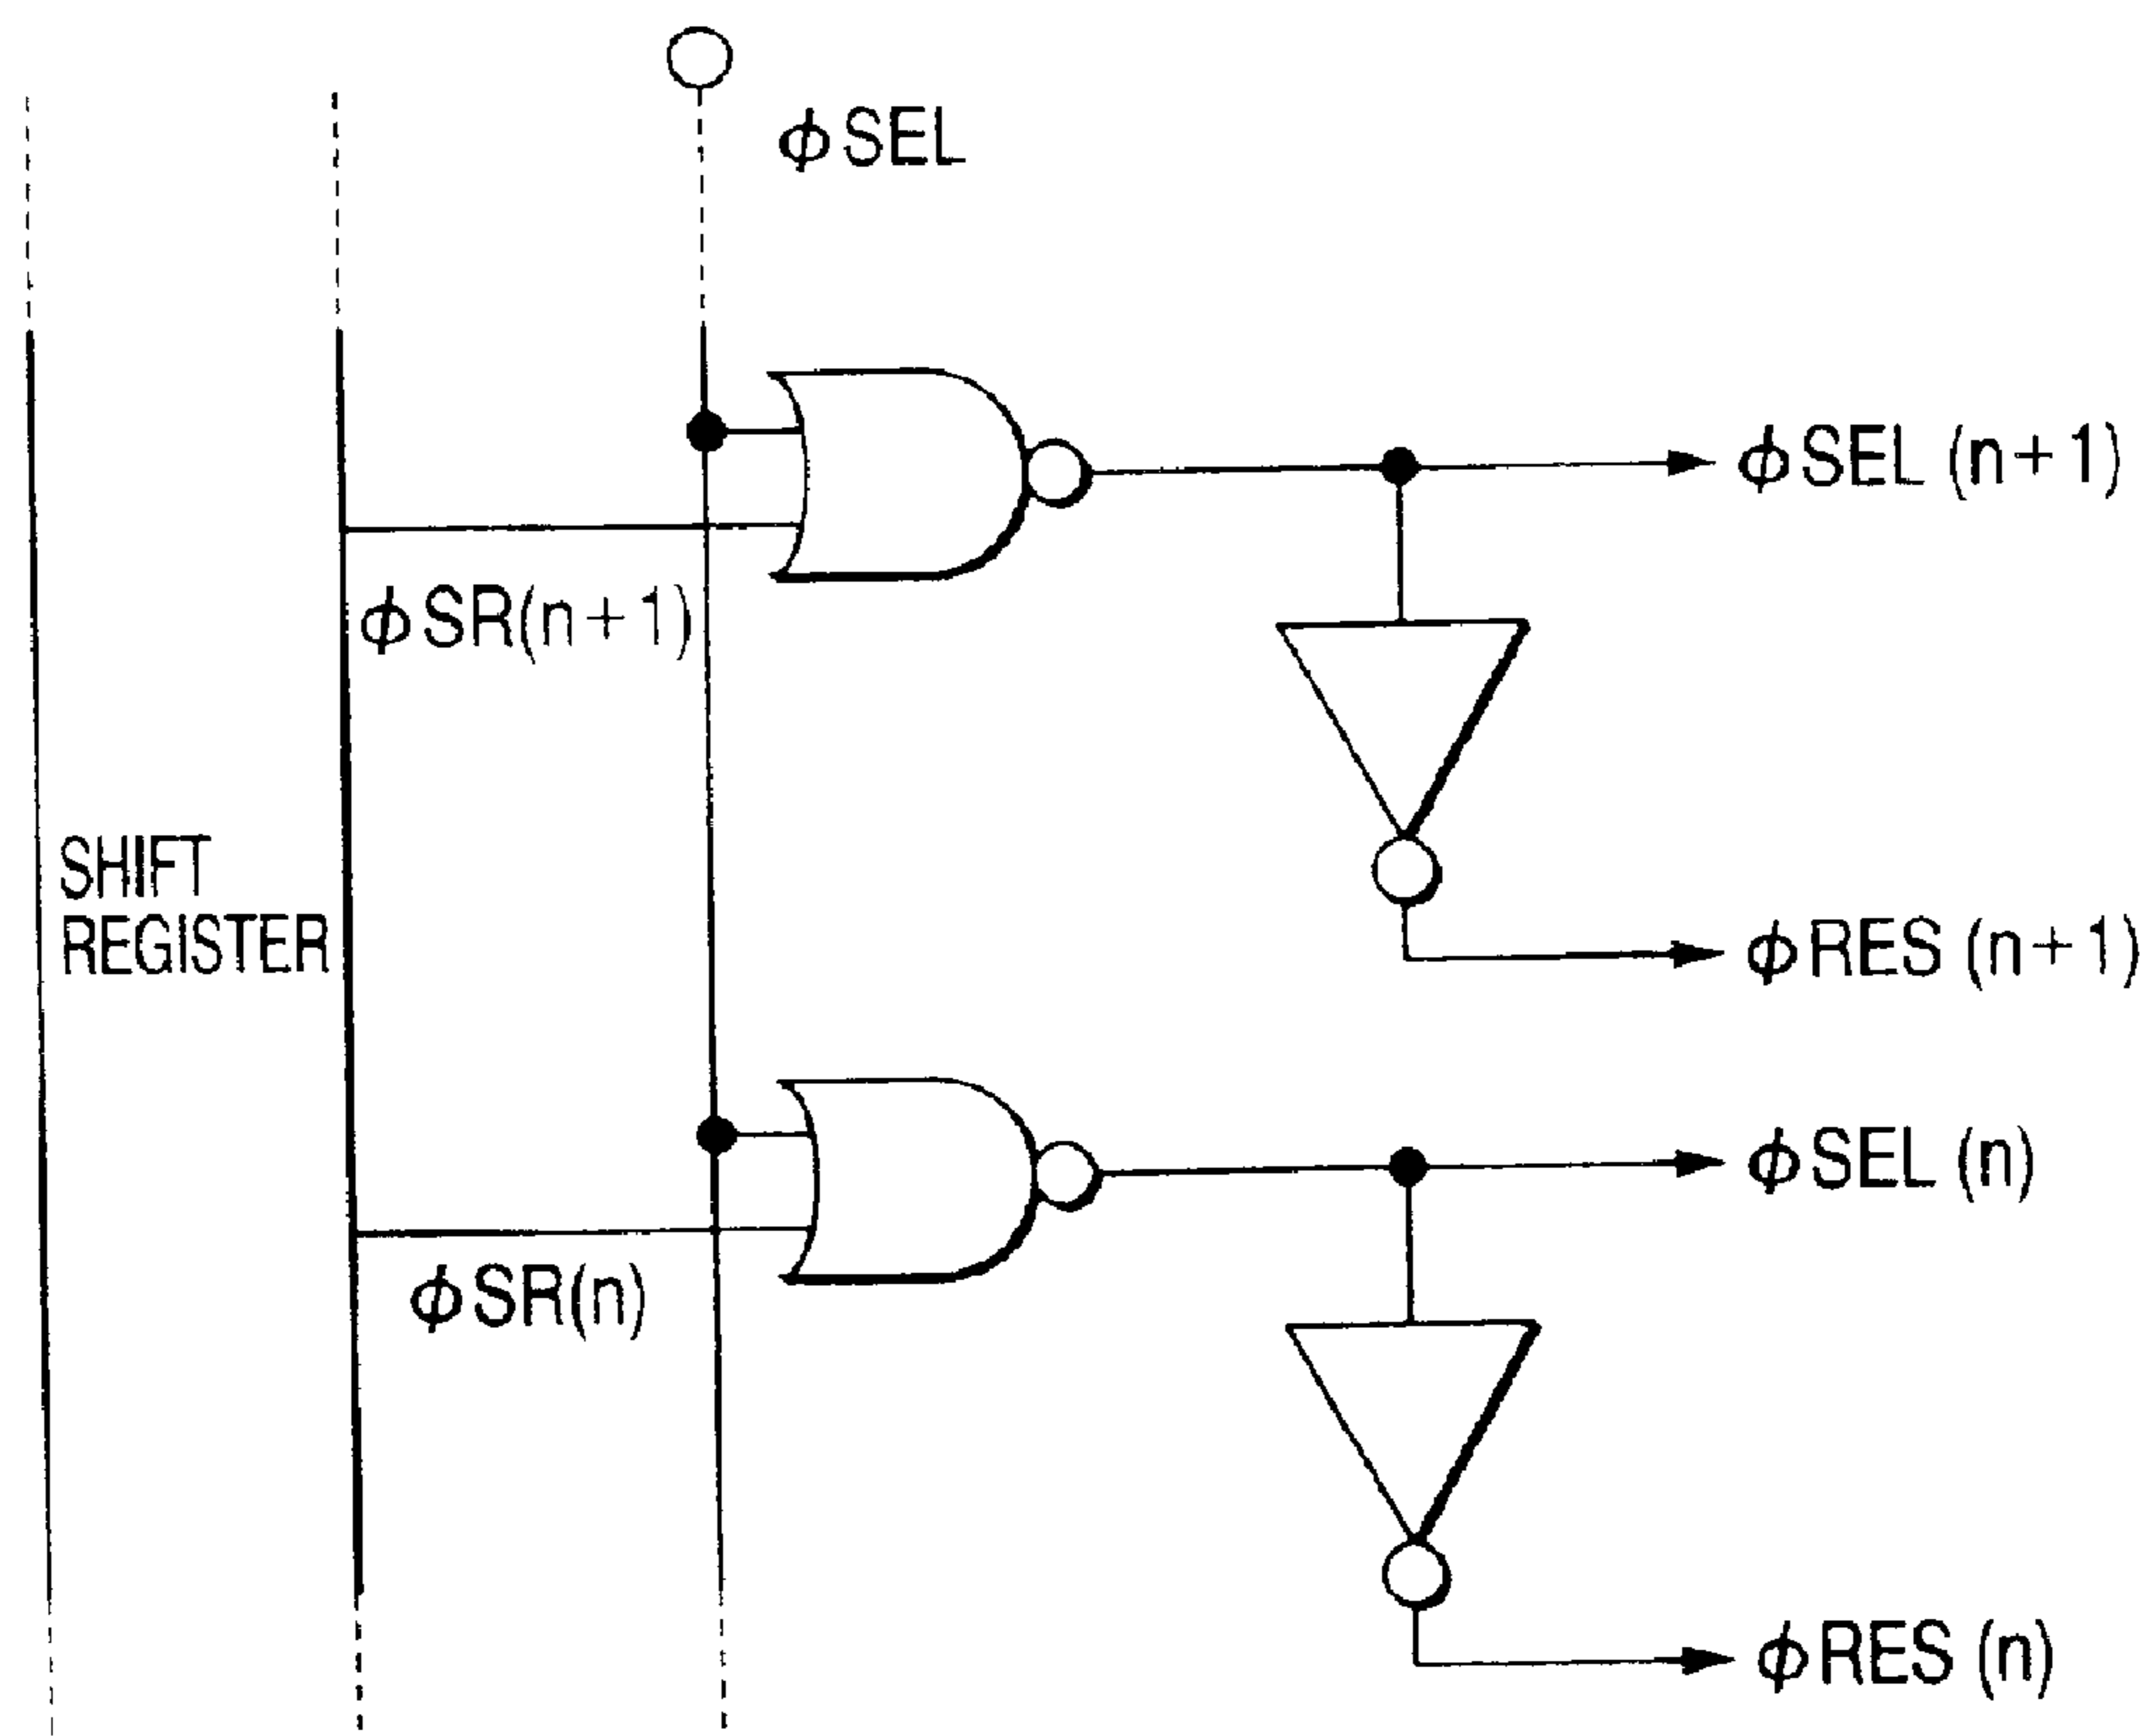 ϕSEL
ϕSEL (n+1)
ϕSR(n+1)
SHIFT
REGISTER
ϕRES (n+1)
ϕSEL (n)
ϕSR(n)
ϕRES (n)